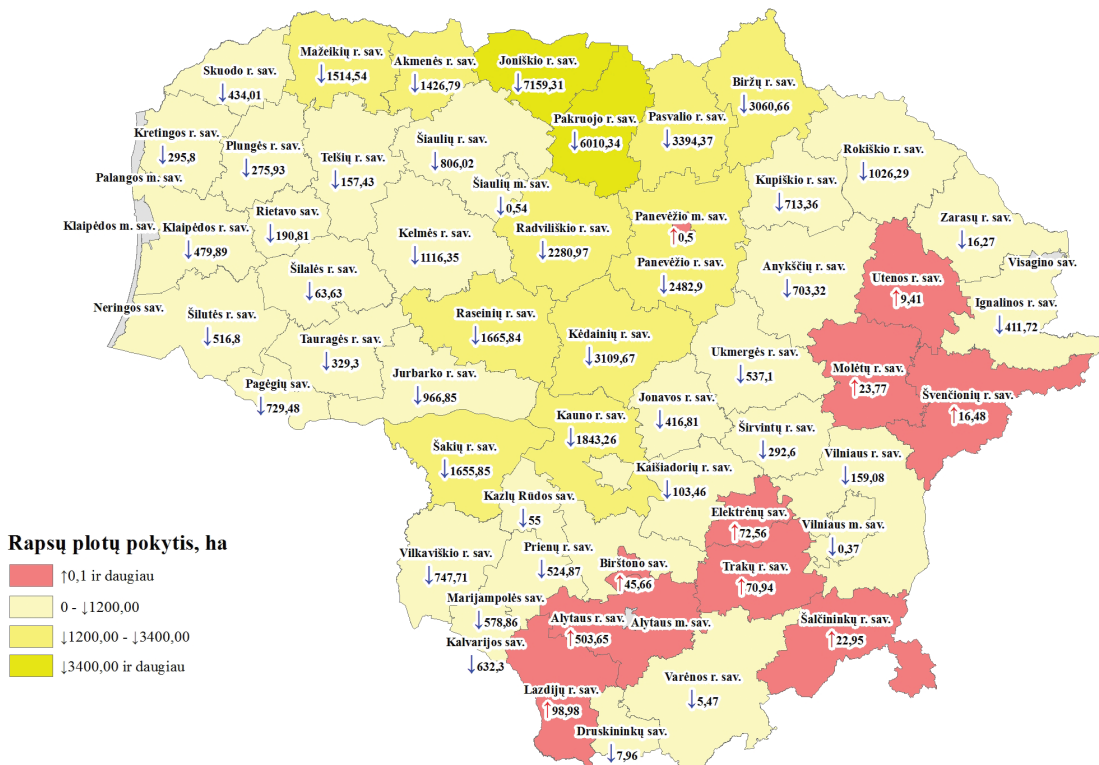 Mažeikių r. sav.
↓1514,54
Akmenės r. sav.
↓1426,79
Joniškio r. sav.
↓7159,31
Skuodo r. sav.
↓434,01
Biržų r. sav.
↓3060,66
Pakruojo r. sav.
↓6010,34
Pasvalio r. sav.
↓3394,37
Kretingos r. sav.
↓295,8
Plungės r. sav.
↓275,93
Telšių r. sav.
↓157,43
Šiaulių r. sav.
↓806,02
Rokiškio r. sav.
↓1026,29
Palangos m. sav.
Šiaulių m. sav.
↓0,54
Kupiškio r. sav.
↓713,36
Klaipėdos m. sav.
Klaipėdos r. sav.
↓479,89
Rietavo sav.
↓190,81
Kelmės r. sav.
↓1116,35
Radviliškio r. sav.
↓2280,97
Panevėžio m. sav.
↑0,5
Zarasų r. sav.
↓16,27
Šilalės r. sav.
↓63,63
Panevėžio r. sav.
↓2482,9
Anykščių r. sav.
↓703,32
Utenos r. sav.
↑9,41
Visagino sav.
Neringos sav.
Šilutės r. sav.
↓516,8
Ignalinos r. sav.
↓411,72
Raseinių r. sav.
↓1665,84
Kėdainių r. sav.
↓3109,67
Tauragės r. sav.
↓329,3
Ukmergės r. sav.
↓537,1
Molėtų r. sav.
↑23,77
Jurbarko r. sav.
↓966,85
Pagėgių sav.
↓729,48
Švenčionių r. sav.
↑16,48
Jonavos r. sav.
↓416,81
Kauno r. sav.
↓1843,26
Širvintų r. sav.
↓292,6
Šakių r. sav.
↓1655,85
Vilniaus r. sav.
↓159,08
Kaišiadorių r. sav.
↓103,46
Kazlų Rūdos sav.
↓55
Elektrėnų sav.
↑72,56
Vilniaus m. sav.
↓0,37
Vilkaviškio r. sav.
↓747,71
Prienų r. sav.
↓524,87
Birštono sav.
↑45,66
Trakų r. sav.
↑70,94
Marijampolės sav.
↓578,86
Alytaus r. sav.
↑503,65
Alytaus m. sav.
Šalčininkų r. sav.
↑22,95
Kalvarijos sav.
↓632,3
Varėnos r. sav.
↓5,47
Lazdijų r. sav.
↑98,98
Druskininkų sav.
↓7,96
Rapsų plotų pokytis, ha
↑0,1 ir daugiau
0 - ↓1200,00
↓1200,00 - ↓3400,00
↓3400,00 ir daugiau